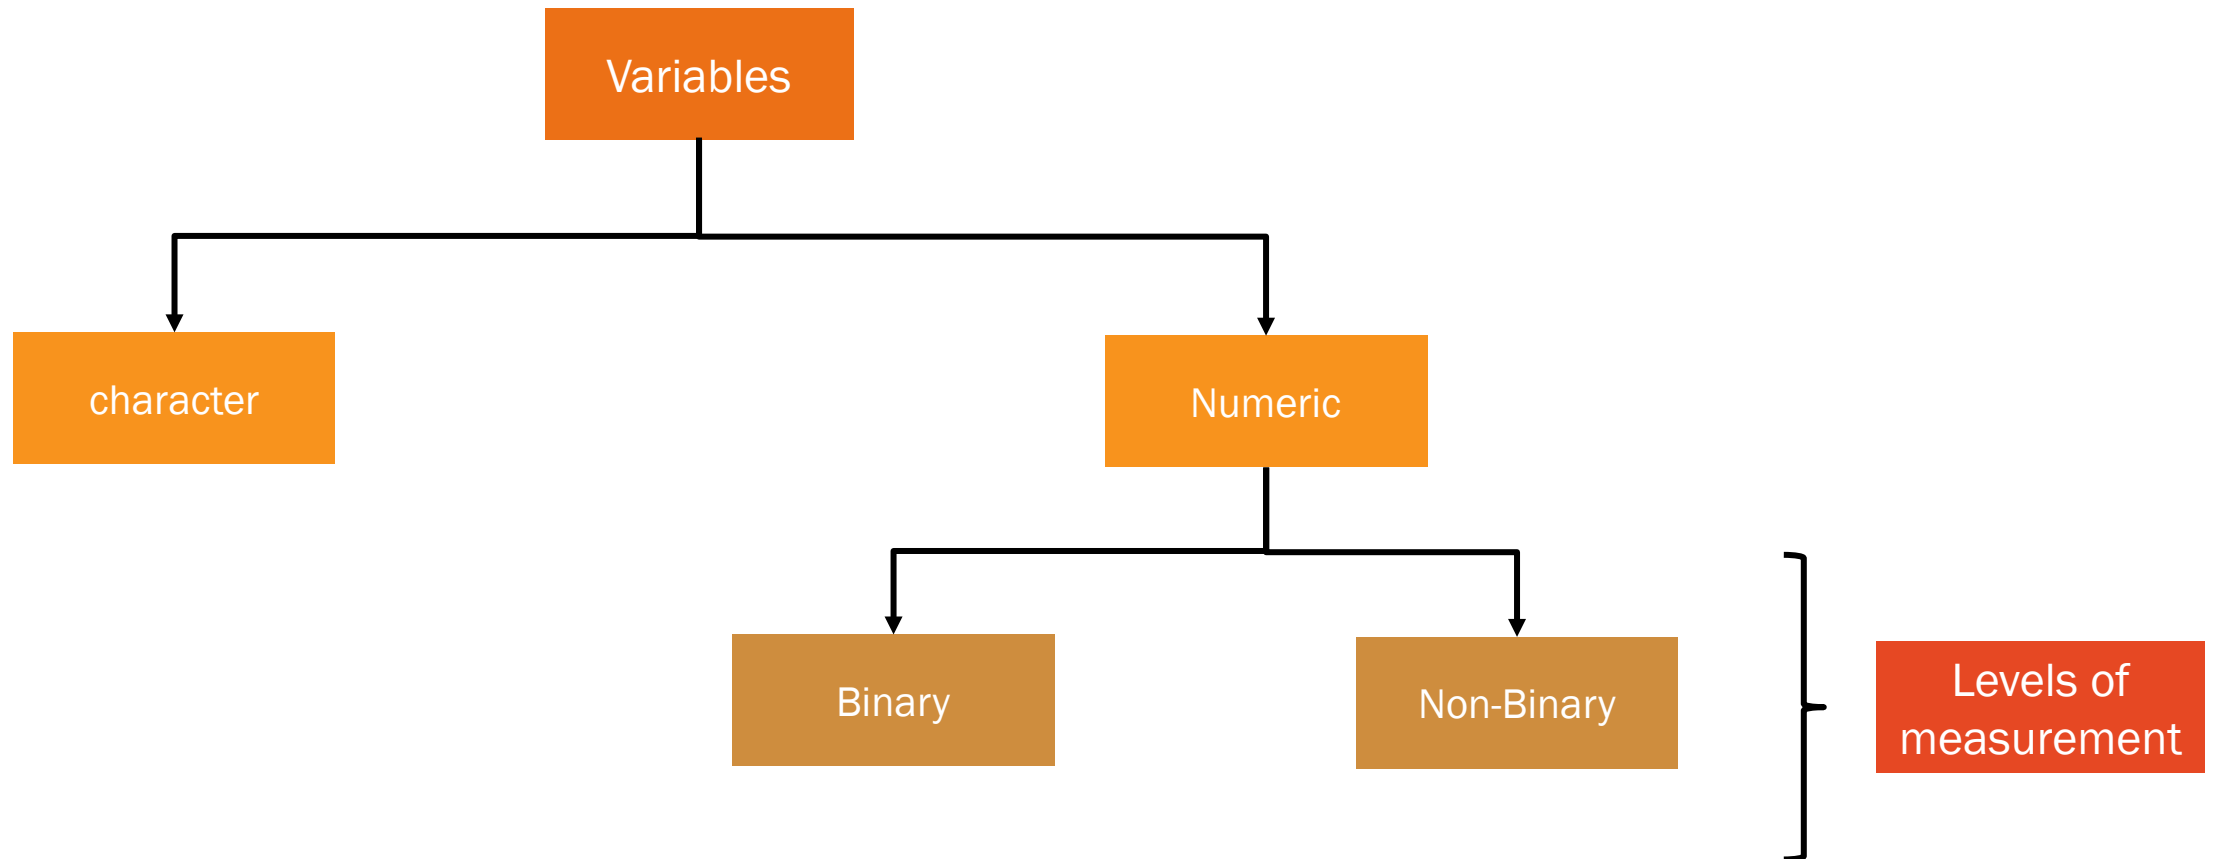 Variables
character
Numeric
Binary
Non-Binary
Levels of
measurement